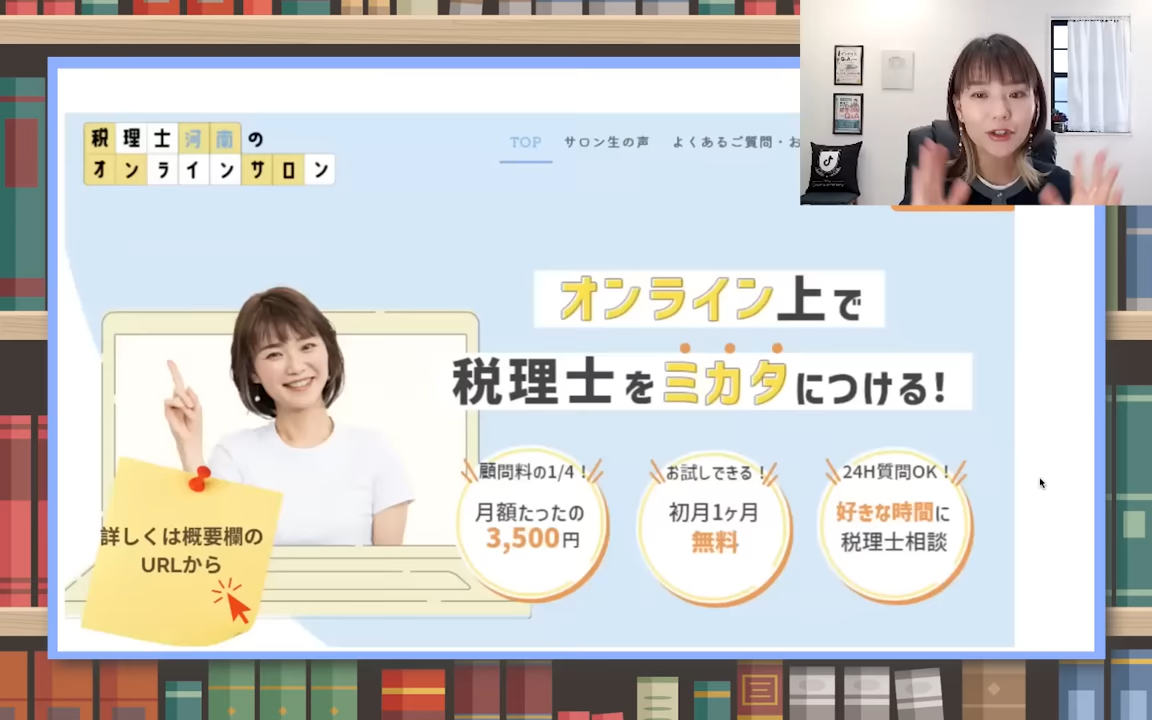 税理士河南の
オンラインサロン
TOP サロン生の声 よくあるご質問・お
オンライン上で
税理士をミカタにつける!
顧問料の1/4!
月額たったの
3,500円
お試しできる!
初月1ヶ月
無料
24H質問OK!
好きな時間に
税理士相談
詳しくは概要欄の
URLから